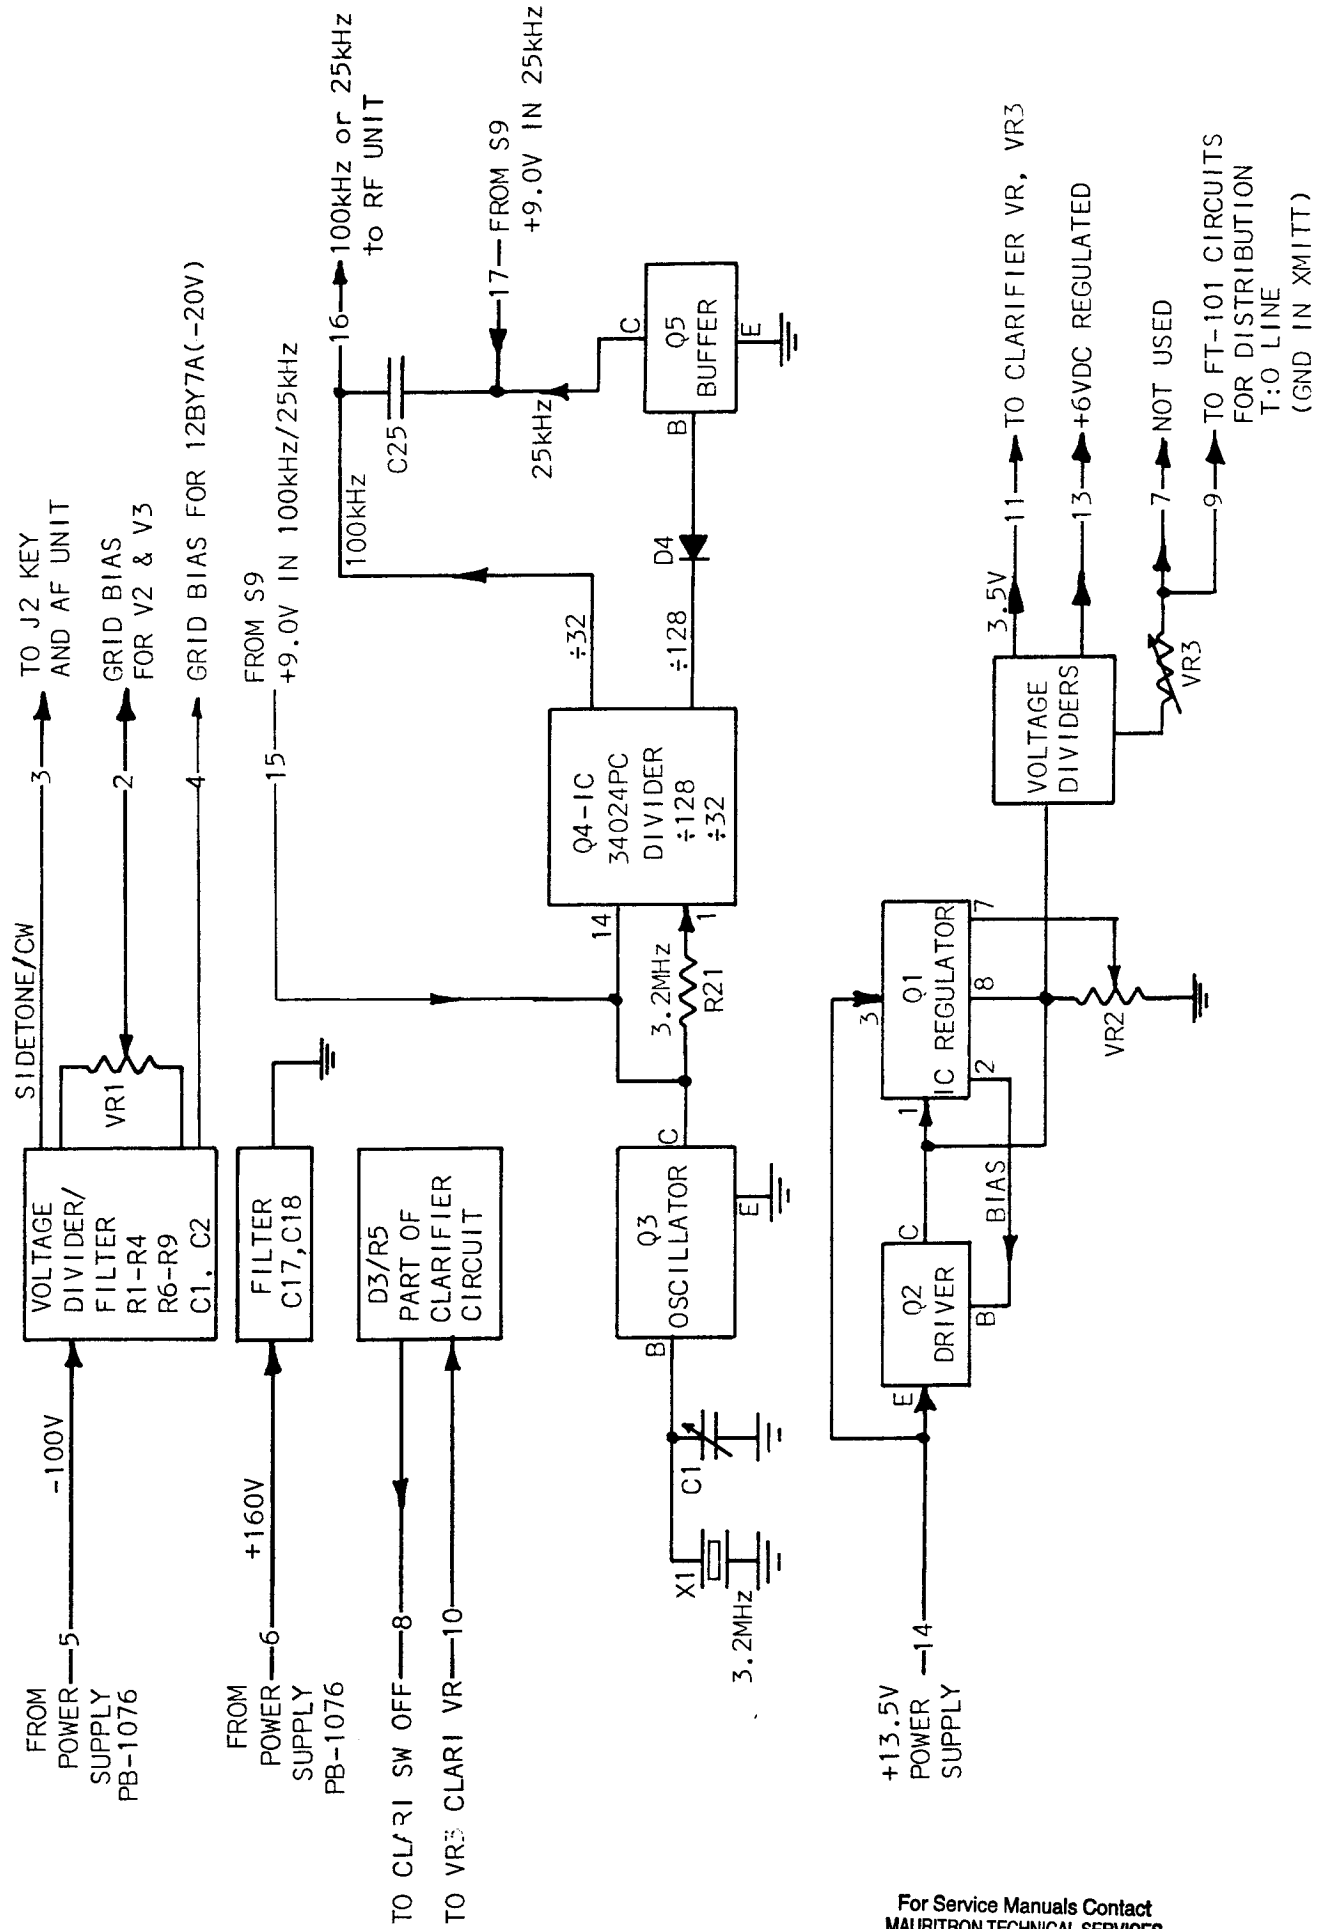 FROM
POWER
SUPPLY
PB-1076
5
-100V
VOLTAGE
DIVIDER/
FILTER
R1-R4
R6-R9
C1, C2
SIDETONE/CW
VR1
3
TO J2 KEY
AND AF UNIT
2
GRID BIAS
FOR V2 & V3
4
GRID BIAS FOR 12BY7A(-20V)
FROM
POWER
SUPPLY
PB-1076
6
+160V
FILTER
C17,C18
TO CLARI SW OFF
8
TO VR3 CLARI VR
10
D3/R5
PART OF
CLARIFIER
CIRCUIT
15
FROM S9
+9.0V IN 100kHz/25kHz
X1
3.2MHz
C1
B
Q3
OSCILLATOR
C
E
3.2MHz
R21
14
1
Q4-IC
34024PC
DIVIDER
÷128
÷32
÷32
÷128
100kHz
D4
C25
25kHz
B
Q5
BUFFER
C
E
16
100kHz or 25kHz
to RF UNIT
17
FROM S9
+9.0V IN 25kHz
+13.5V
POWER
SUPPLY
14
E
Q2
DRIVER
B
C
BIAS
1
3
Q1
IC REGULATOR
2
8
7
VR2
VOLTAGE
DIVIDERS
3.5V
11
TO CLARIFIER VR, VR3
13
+6VDC REGULATED
VR3
7
NOT USED
9
TO FT-101 CIRCUITS
FOR DISTRIBUTION
T:O LINE
(GND IN XMITT)
For Service Manuals Contact
MAURITRON TECHNICAL SERVICES